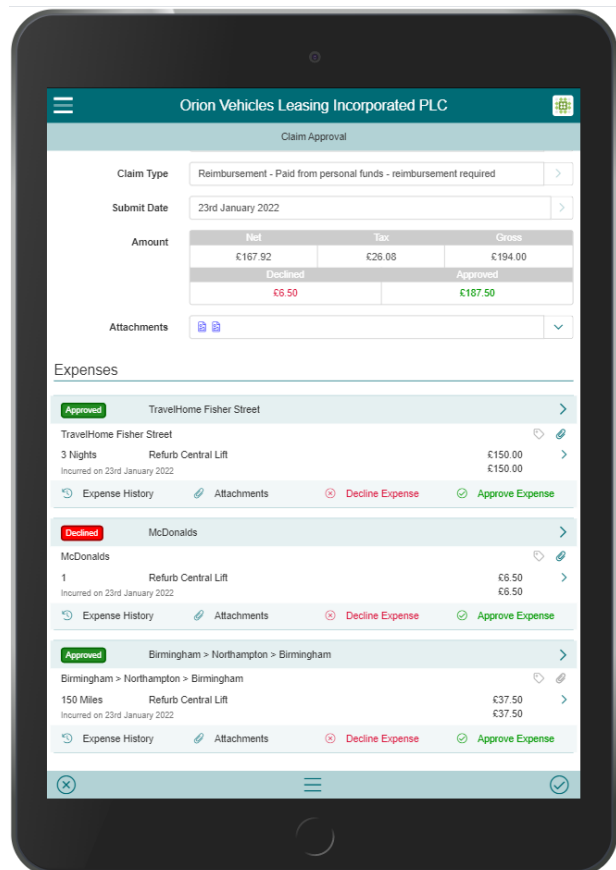 Orion Vehicles Leasing Incorporated PLC
Claim Approval
Claim Type Reimbursement - Paid from personal funds - reimbursement required
Submit Date 23rd January 2022
Amount Net Tax Gross
£167.92 £26.08 £194.00
Declined Approved
£6.50 £187.50
Attachments
Expenses
Approved TravelHome Fisher Street
TravelHome Fisher Street
3 Nights Refurb Central Lift £150.00
Incurred on 23rd January 2022 £150.00
Expense History Attachments Decline Expense Approve Expense
Declined McDonalds
McDonalds
1 Refurb Central Lift £6.50
Incurred on 23rd January 2022 £6.50
Expense History Attachments Decline Expense Approve Expense
Approved Birmingham > Northampton > Birmingham
Birmingham > Northampton > Birmingham
150 Miles Refurb Central Lift £37.50
Incurred on 23rd January 2022 £37.50
Expense History Attachments Decline Expense Approve Expense